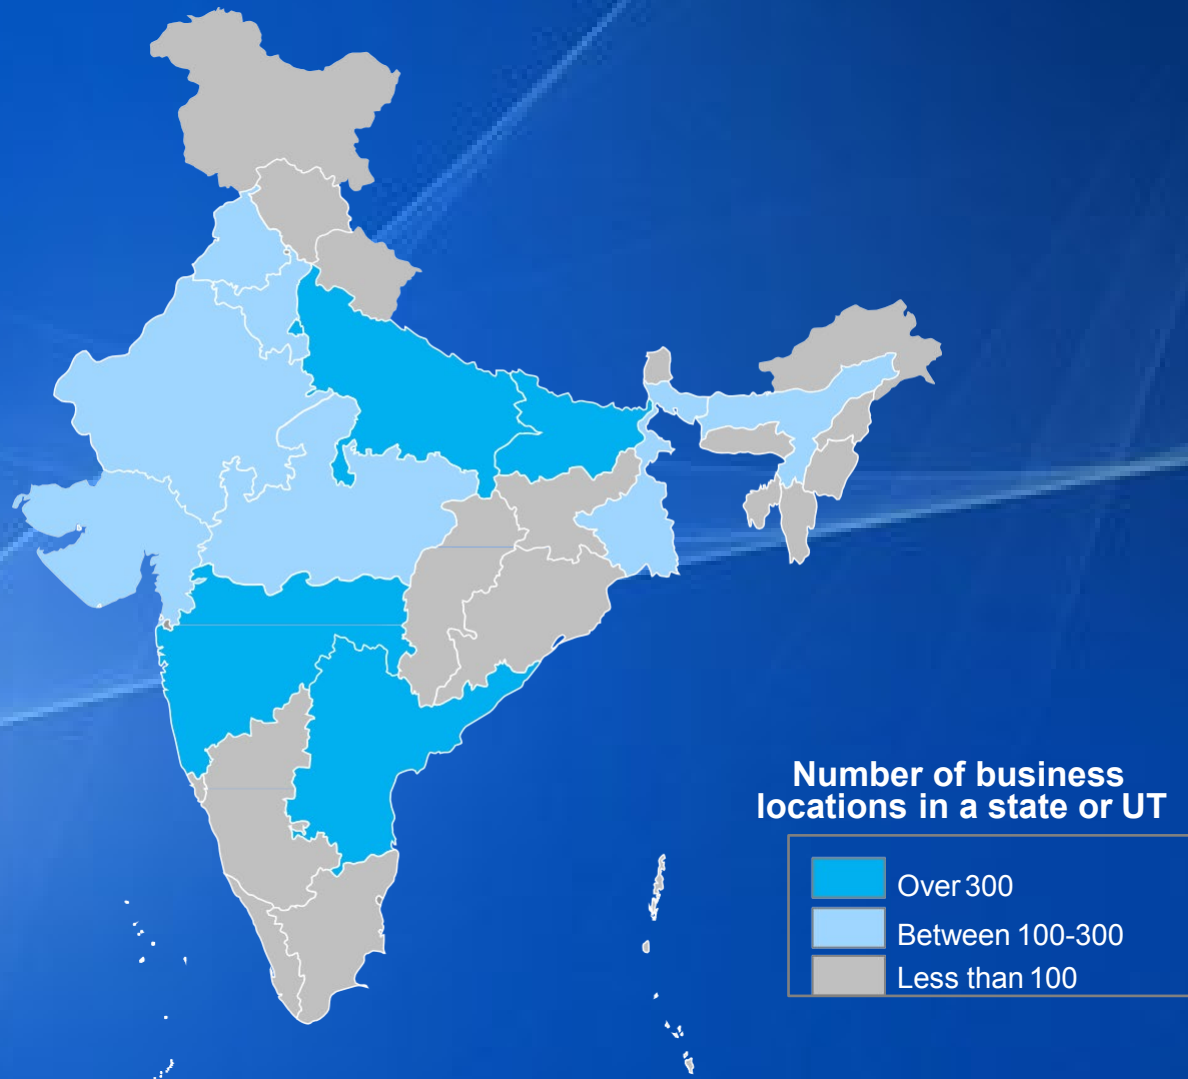 Number of business
locations in a state or UT
Over 300
Between 100-300
Less than 100